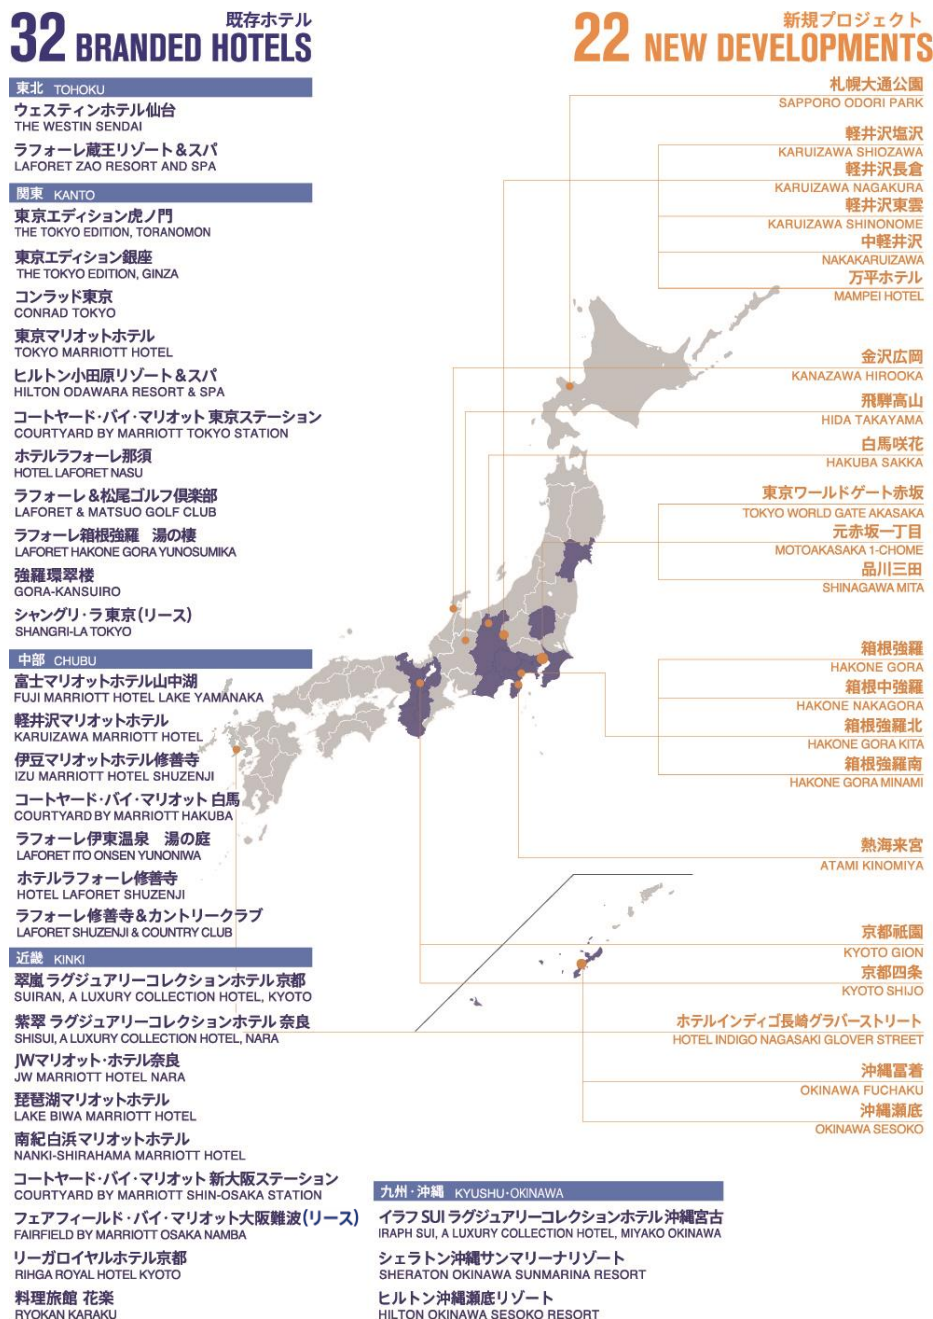 既存ホテル
32 BRANDED HOTELS
東北 TOHOKU
ウェスティンホテル仙台
THE WESTIN SENDAI
ラフォーレ蔵王リゾート&スパ
LAFORET ZAO RESORT AND SPA
関東 KANTO
東京エディション虎ノ門
THE TOKYO EDITION, TORANOMON
東京エディション銀座
THE TOKYO EDITION, GINZA
コンラッド東京
CONRAD TOKYO
東京マリオットホテル
TOKYO MARRIOTT HOTEL
ヒルトン小田原リゾート&スパ
HILTON ODAWARA RESORT & SPA
コートヤード・バイ・マリオット 東京ステーション
COURTYARD BY MARRIOTT TOKYO STATION
ホテルラフォーレ那須
HOTEL LAFORET NASU
ラフォーレ&松尾ゴルフ倶楽部
LAFORET & MATSUO GOLF CLUB
ラフォーレ箱根強羅 湯の棲
LAFORET HAKONE GORA YUNOSUMIKA
強羅環翠楼
GORA-KANSUIRO
シャングリ・ラ 東京(リース)
SHANGRI-LA TOKYO
中部 CHUBU
富士マリオットホテル山中湖
FUJI MARRIOTT HOTEL LAKE YAMANAKA
軽井沢マリオットホテル
KARUIZAWA MARRIOTT HOTEL
伊豆マリオットホテル修善寺
IZU MARRIOTT HOTEL SHUZENJI
コートヤード・バイ・マリオット 白馬
COURTYARD BY MARRIOTT HAKUBA
ラフォーレ伊東温泉 湯の庭
LAFORET ITO ONSEN YUNONIWA
ホテルラフォーレ修善寺
HOTEL LAFORET SHUZENJI
ラフォーレ修善寺&カントリークラブ
LAFORET SHUZENJI & COUNTRY CLUB
近畿 KINKI
翠嵐 ラグジュアリーコレクションホテル 京都
SUIRAN, A LUXURY COLLECTION HOTEL, KYOTO
紫翠 ラグジュアリーコレクションホテル 奈良
SHISUI, A LUXURY COLLECTION HOTEL, NARA
JWマリオット・ホテル奈良
JW MARRIOTT HOTEL NARA
琵琶湖マリオットホテル
LAKE BIWA MARRIOTT HOTEL
南紀白浜マリオットホテル
NANKI-SHIRAHAMA MARRIOTT HOTEL
コートヤード・バイ・マリオット 新大阪ステーション
COURTYARD BY MARRIOTT SHIN-OSAKA STATION
フェアフィールド・バイ・マリオット大阪難波(リース)
FAIRFIELD BY MARRIOTT OSAKA NAMBA
リーガロイヤルホテル京都
RIHGA ROYAL HOTEL KYOTO
料理旅館 花楽
RYOKAN KARAKU
九州・沖縄 KYUSHU・OKINAWA
イラフ SUI ラグジュアリーコレクションホテル 沖縄宮古
IRAPH SUI, A LUXURY COLLECTION HOTEL, MIYAKO OKINAWA
シェラトン沖縄サンマリーナリゾート
SHERATON OKINAWA SUNMARINA RESORT
ヒルトン沖縄瀬底リゾート
HILTON OKINAWA SESOKO RESORT
新規プロジェクト
22 NEW DEVELOPMENTS
札幌大通公園
SAPPORO ODORI PARK
軽井沢塩沢
KARUIZAWA SHIOZAWA
軽井沢長倉
KARUIZAWA NAGAKURA
軽井沢東雲
KARUIZAWA SHINONOME
中軽井沢
NAKAKARUIZAWA
万平ホテル
MAMPEI HOTEL
金沢広岡
KANAZAWA HIROOKA
飛騨高山
HIDA TAKAYAMA
白馬咲花
HAKUBA SAKKA
東京ワールドゲート赤坂
TOKYO WORLD GATE AKASAKA
元赤坂一丁目
MOTOAKASAKA 1-CHOME
品川三田
SHINAGAWA MITA
箱根強羅
HAKONE GORA
箱根中強羅
HAKONE NAKAGORA
箱根強羅北
HAKONE GORA KITA
箱根強羅南
HAKONE GORA MINAMI
熱海来宮
ATAMI KINOMIYA
京都祇園
KYOTO GION
京都四条
KYOTO SHIJO
ホテルインディゴ長崎グラバーストリート
HOTEL INDIGO NAGASAKI GLOVER STREET
沖縄冨着
OKINAWA FUCHAKU
沖縄瀬底
OKINAWA SESOKO